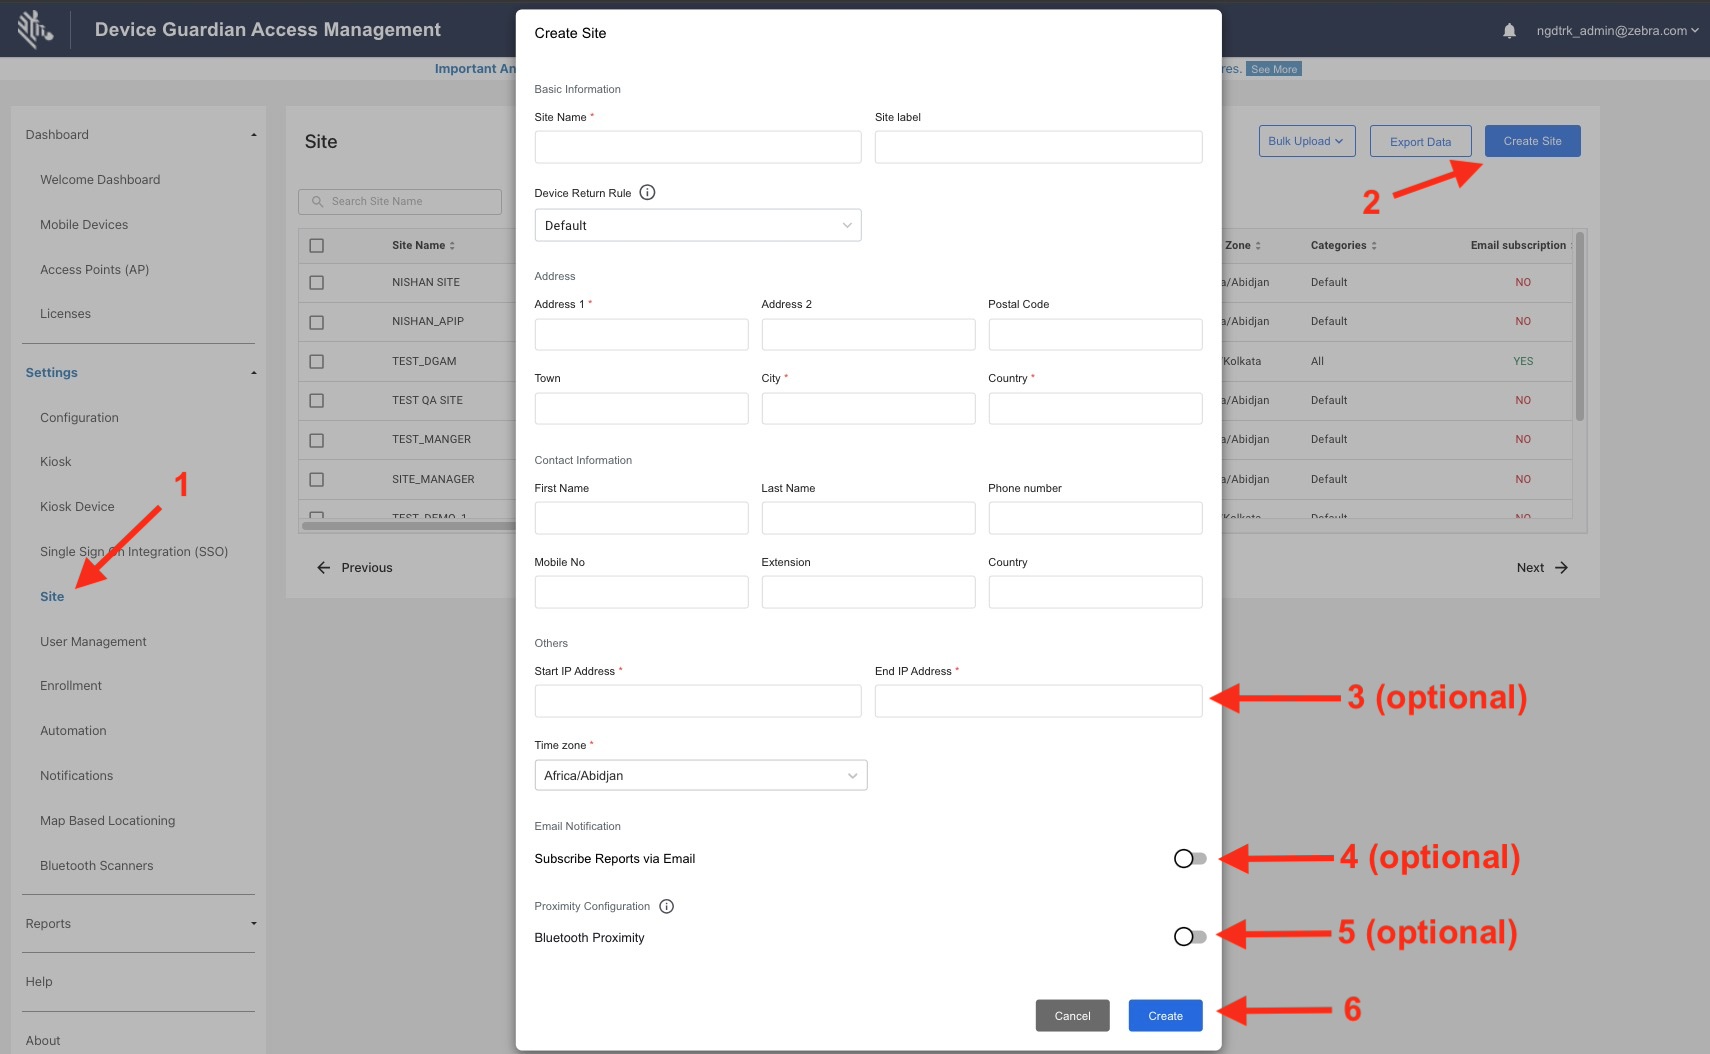 Device Guardian Access Management
ngdtrk_admin@zebra.com
Important An
res. See More
Dashboard
Welcome Dashboard
Mobile Devices
Access Points (AP)
Licenses
Settings
Configuration
Kiosk
Kiosk Device
Single Sign On Integration (SSO)
Site
User Management
Enrollment
Automation
Notifications
Map Based Locationing
Bluetooth Scanners
Reports
Help
About
1
Site
Bulk Upload
Export Data
Create Site
2
Search Site Name
Site Name
Zone Categories Email subscription
NISHAN SITE
a/Abidjan Default NO
NISHAN_APIP
a/Abidjan Default NO
TEST_DGAM
/Kolkata All YES
TEST QA SITE
a/Abidjan Default NO
TEST_MANGER
a/Abidjan Default NO
SITE_MANAGER
a/Abidjan Default NO
TEST_DEMO_1
/Kolkata Default NO
Previous
Next
Create Site
Basic Information
Site Name * Site label
Device Return Rule
Default
Address
Address 1 * Address 2 Postal Code
Town City * Country *
Contact Information
First Name Last Name Phone number
Mobile No Extension Country
Others
Start IP Address * End IP Address *
3 (optional)
Time zone *
Africa/Abidjan
Email Notification
Subscribe Reports via Email
4 (optional)
Proximity Configuration
Bluetooth Proximity
5 (optional)
Cancel Create
6